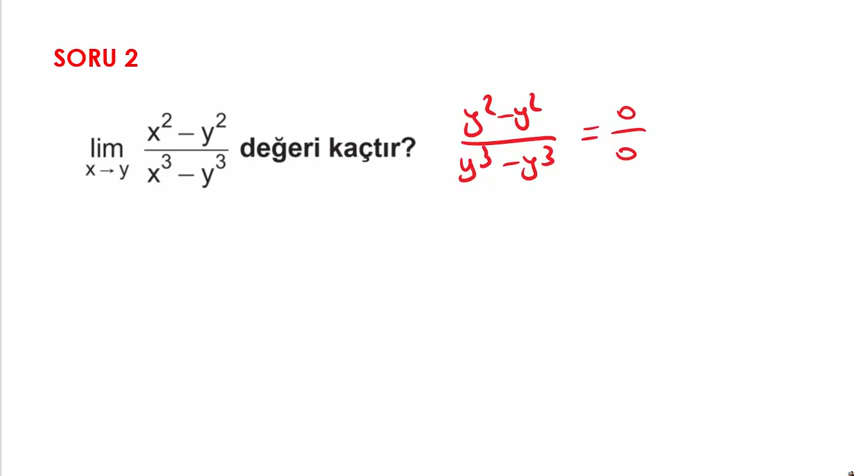 SORU 2
lim x→y (x² − y²)/(x³ − y³) değeri kaçtır? (y² − y²)/(y³ − y³) = 0/0